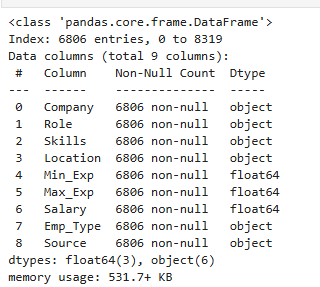 <class 'pandas.core.frame.DataFrame'>
Index: 6806 entries, 0 to 8319
Data columns (total 9 columns):
 #   Column    Non-Null Count  Dtype
---  ------    --------------  -----
 0   Company   6806 non-null   object
 1   Role      6806 non-null   object
 2   Skills    6806 non-null   object
 3   Location  6806 non-null   object
 4   Min_Exp   6806 non-null   float64
 5   Max_Exp   6806 non-null   float64
 6   Salary    6806 non-null   float64
 7   Emp_Type  6806 non-null   object
 8   Source    6806 non-null   object
dtypes: float64(3), object(6)
memory usage: 531.7+ KB